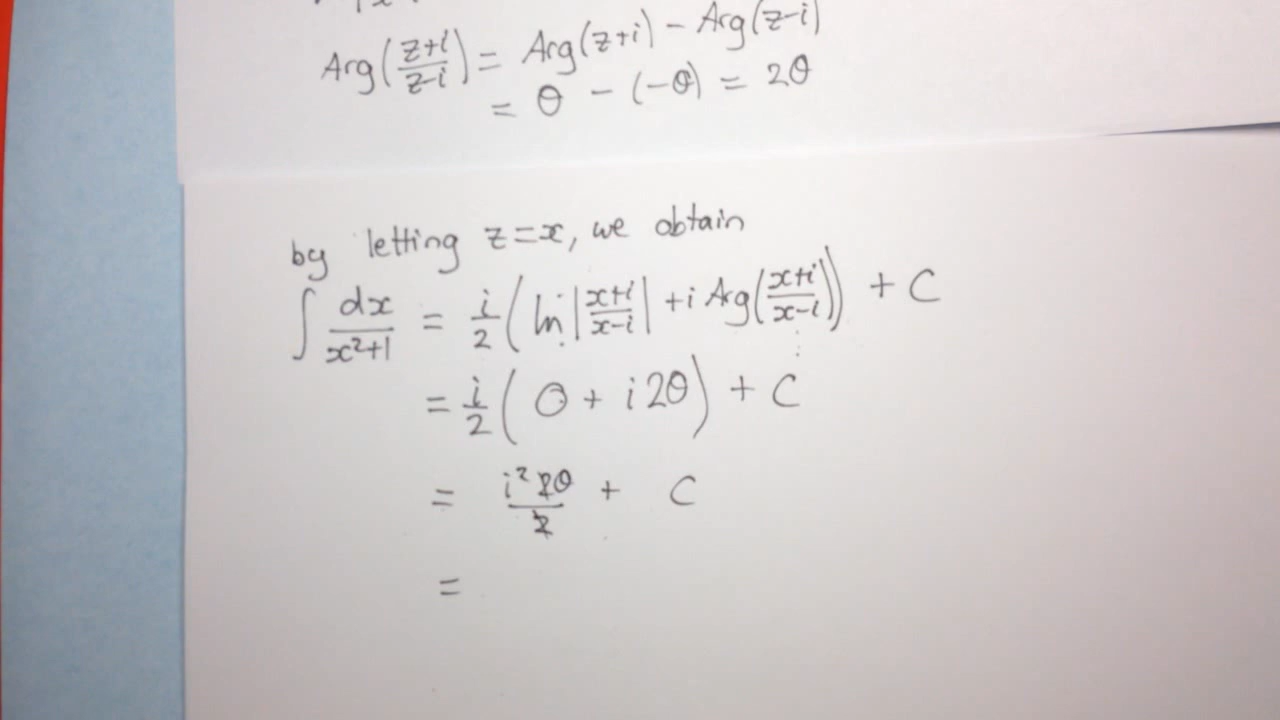 Arg(z+i/z-i) = Arg(z+i) - Arg(z-i)
= θ - (-θ) = 2θ
by letting z=x, we obtain
∫ dx/x²+1 = i/2 (ln|x+i/x-i| + i Arg(x+i/x-i)) + C
= i/2 (0 + i2θ) + C
= i²2θ/2 + C
=